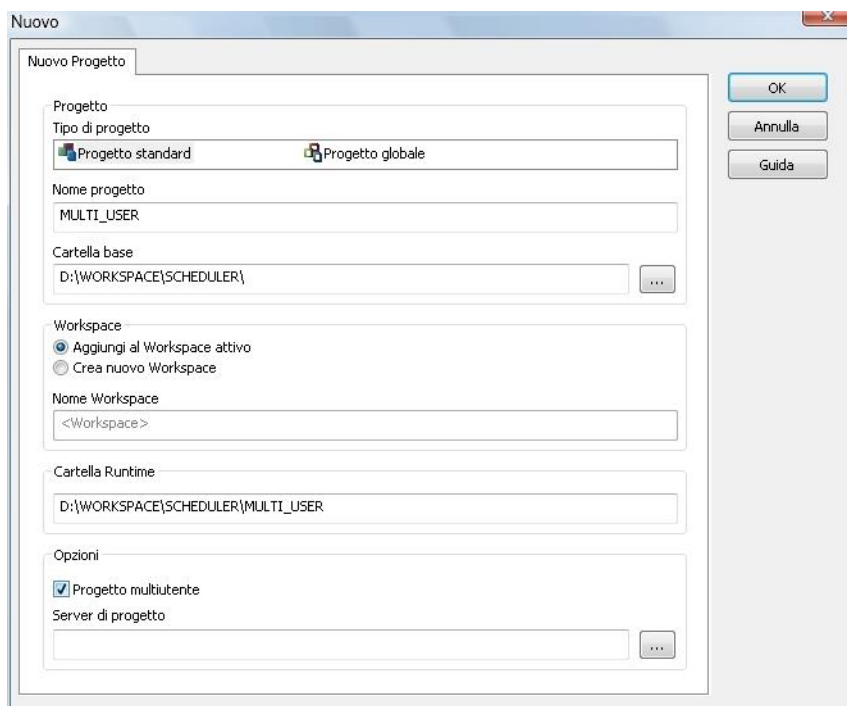 Nuovo
Nuovo Progetto
OK
Annulla
Guida
Progetto
Tipo di progetto
Progetto standard Progetto globale
Nome progetto
MULTI_USER
Cartella base
D:\WORKSPACE\SCHEDULER\
...
Workspace
Aggiungi al Workspace attivo
Crea nuovo Workspace
Nome Workspace
<Workspace>
Cartella Runtime
D:\WORKSPACE\SCHEDULER\MULTI_USER
Opzioni
Progetto multiutente
Server di progetto
...